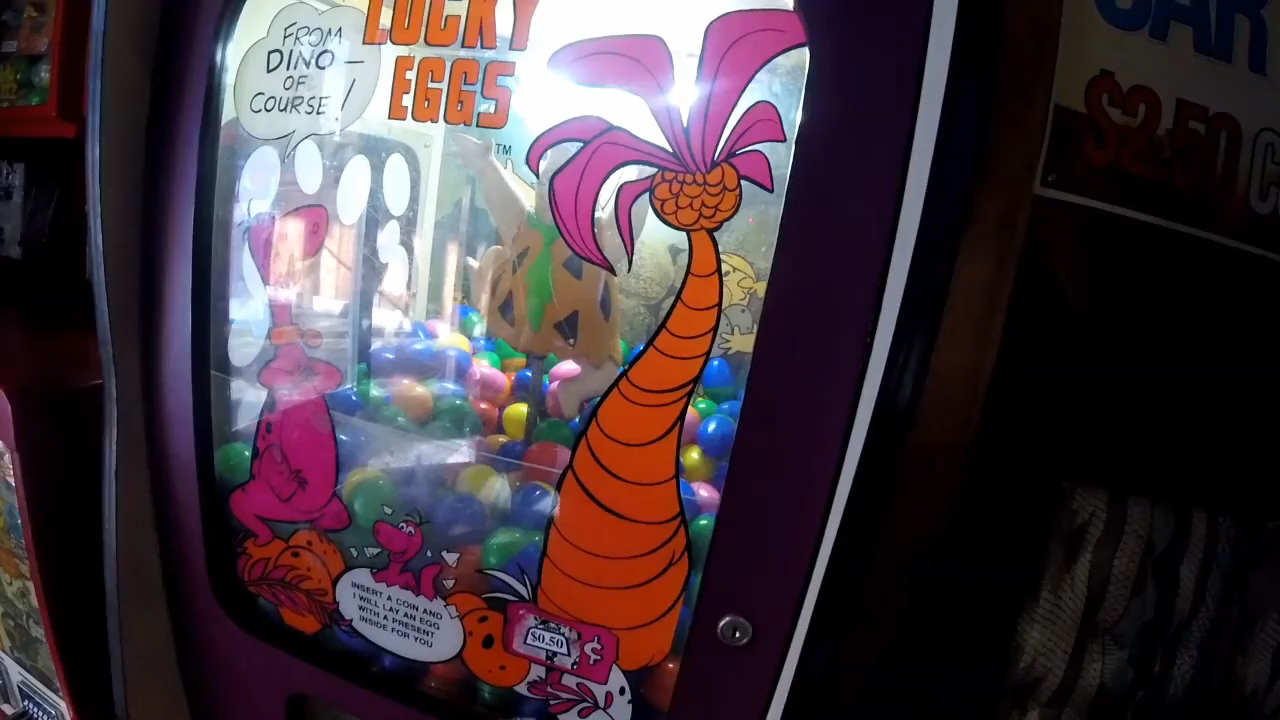 FROM
DINO —
OF
COURSE!
LUCKY
EGGS
TM
INSERT A COIN AND
I WILL LAY AN EGG
WITH A PRESENT
INSIDE FOR YOU
$0.50
¢
CAR
$2.50